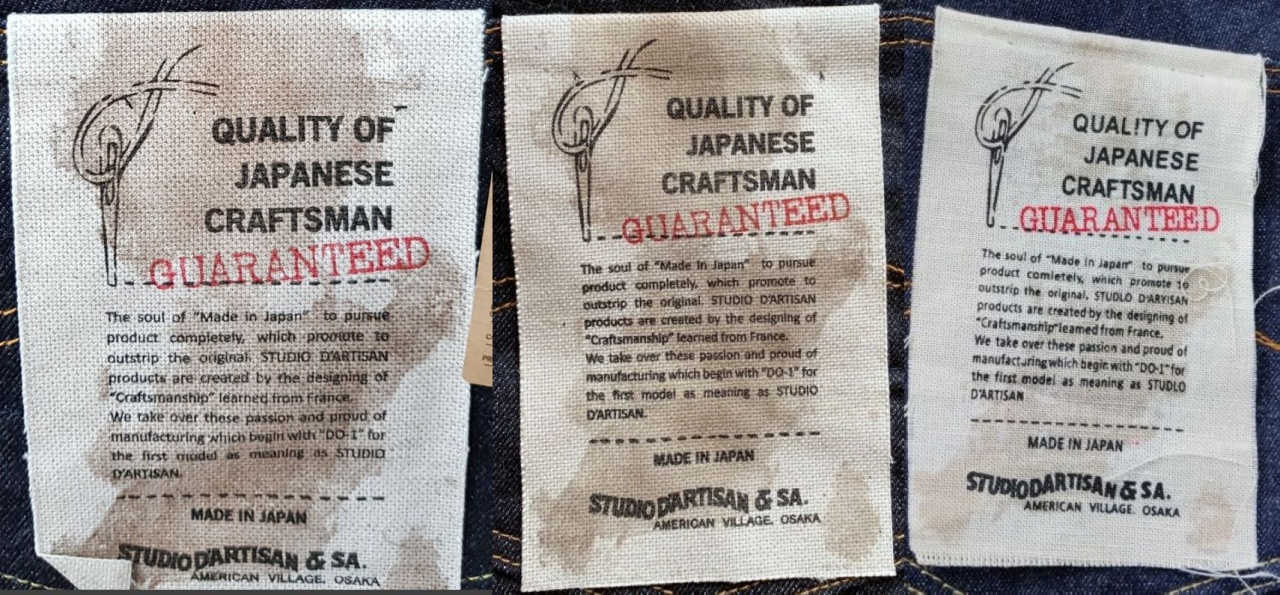 QUALITY OF
JAPANESE
CRAFTSMAN
GUARANTEED
The soul of "Made in Japan" to pursue
product completely, which promote to
outstrip the original. STUDIO D'ARTISAN
products are created by the designing of
"Craftsmanship" learned from France.
We take over these passion and proud of
manufacturing which begin with "DO-1" for
the first model as meaning as STUDIO
D'ARTISAN.
MADE IN JAPAN
STUDIO D'ARTISAN & SA.
AMERICAN VILLAGE. OSAKA
QUALITY OF
JAPANESE
CRAFTSMAN
GUARANTEED
The soul of "Made in Japan" to pursue
product completely, which promote to
outstrip the original. STUDIO D'ARTISAN
products are created by the designing of
"Craftsmanship" learned from France.
We take over these passion and proud of
manufacturing which begin with "DO-1" for
the first model as meaning as STUDIO
D'ARTISAN.
MADE IN JAPAN
STUDIO D'ARTISAN & SA.
AMERICAN VILLAGE. OSAKA
QUAL!TY OF
JAPANESE
CRAFTSMAN
GUARANTEED
The soul of "Made in Japan" to pursue
product comletely, which promote to
outstrip the original. STUDLO D'ARYISAN
products are created by the designing of
"Craftsmanship"leamed from France.
We take over these passion and proud of
manufacturing which begin with "DO-1" for
the first model as meaning as STUDLO
D'ARTISAN
MADE IN JAPAN
STUDIODARTISAN & SA.
AMERICAN VILLAGE. OSAKA